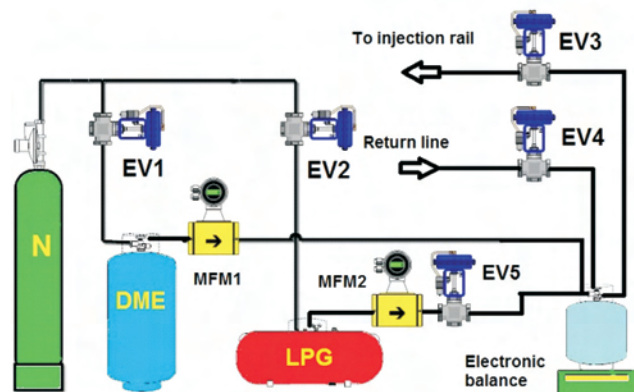 To injection rail
EV3
Return line
EV4
EV1
EV2
N
MFM1
MFM2
EV5
DME
LPG
Electronic
balance